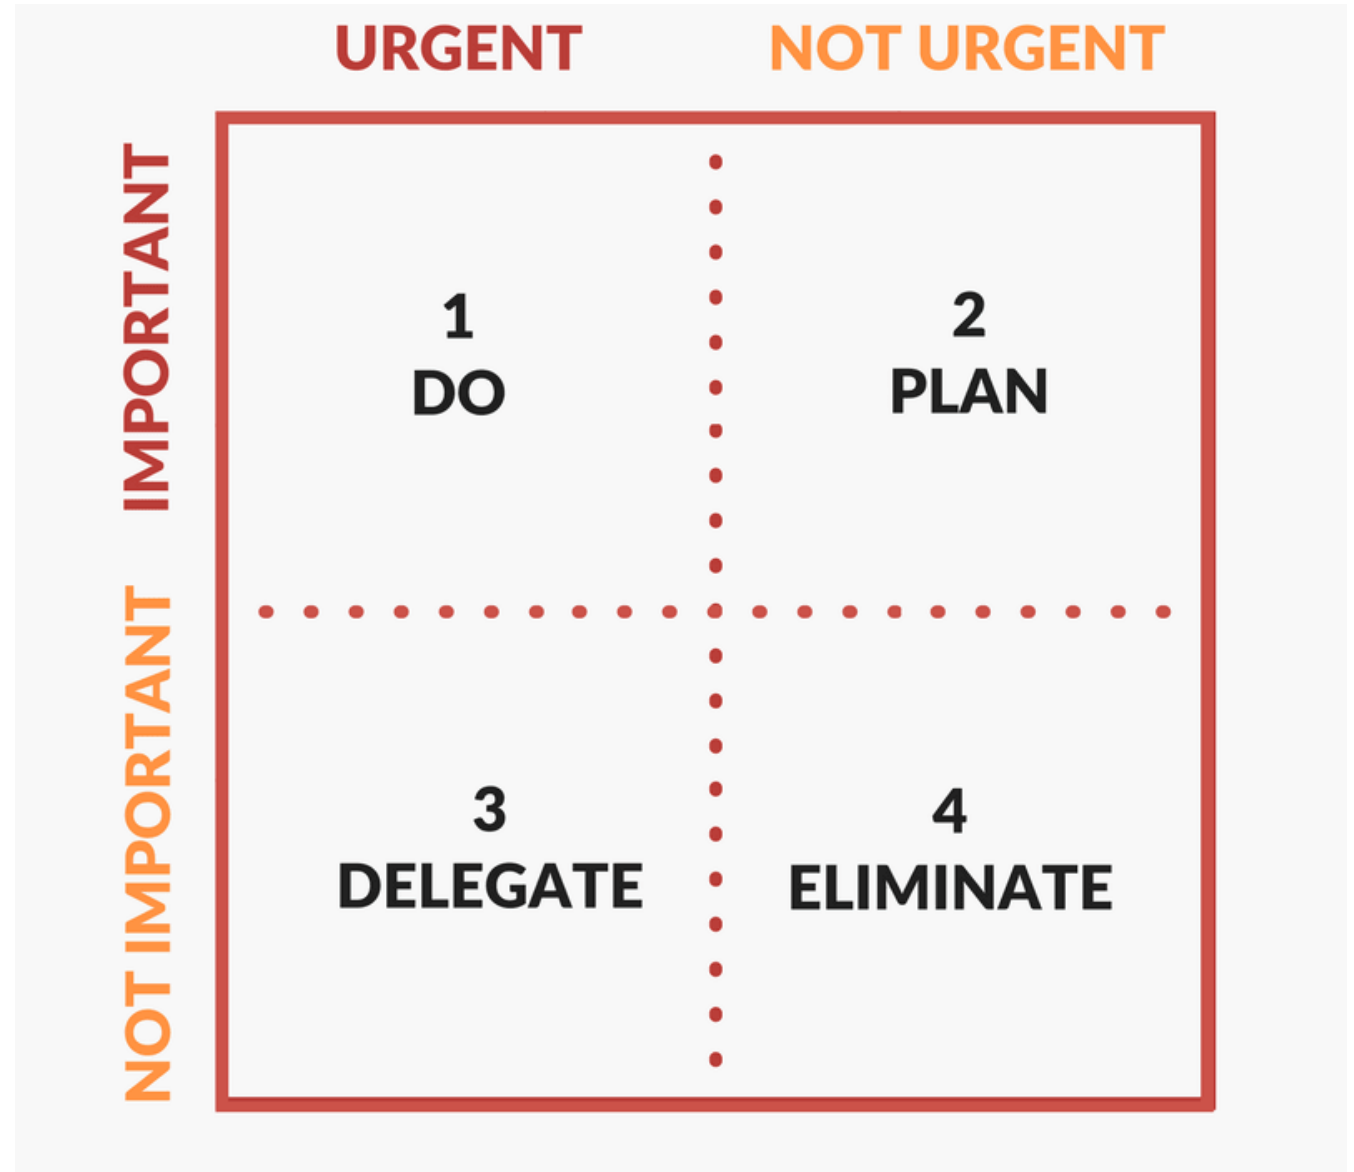 URGENT
NOT URGENT
IMPORTANT
1
DO
2
PLAN
NOT IMPORTANT
3
DELEGATE
4
ELIMINATE